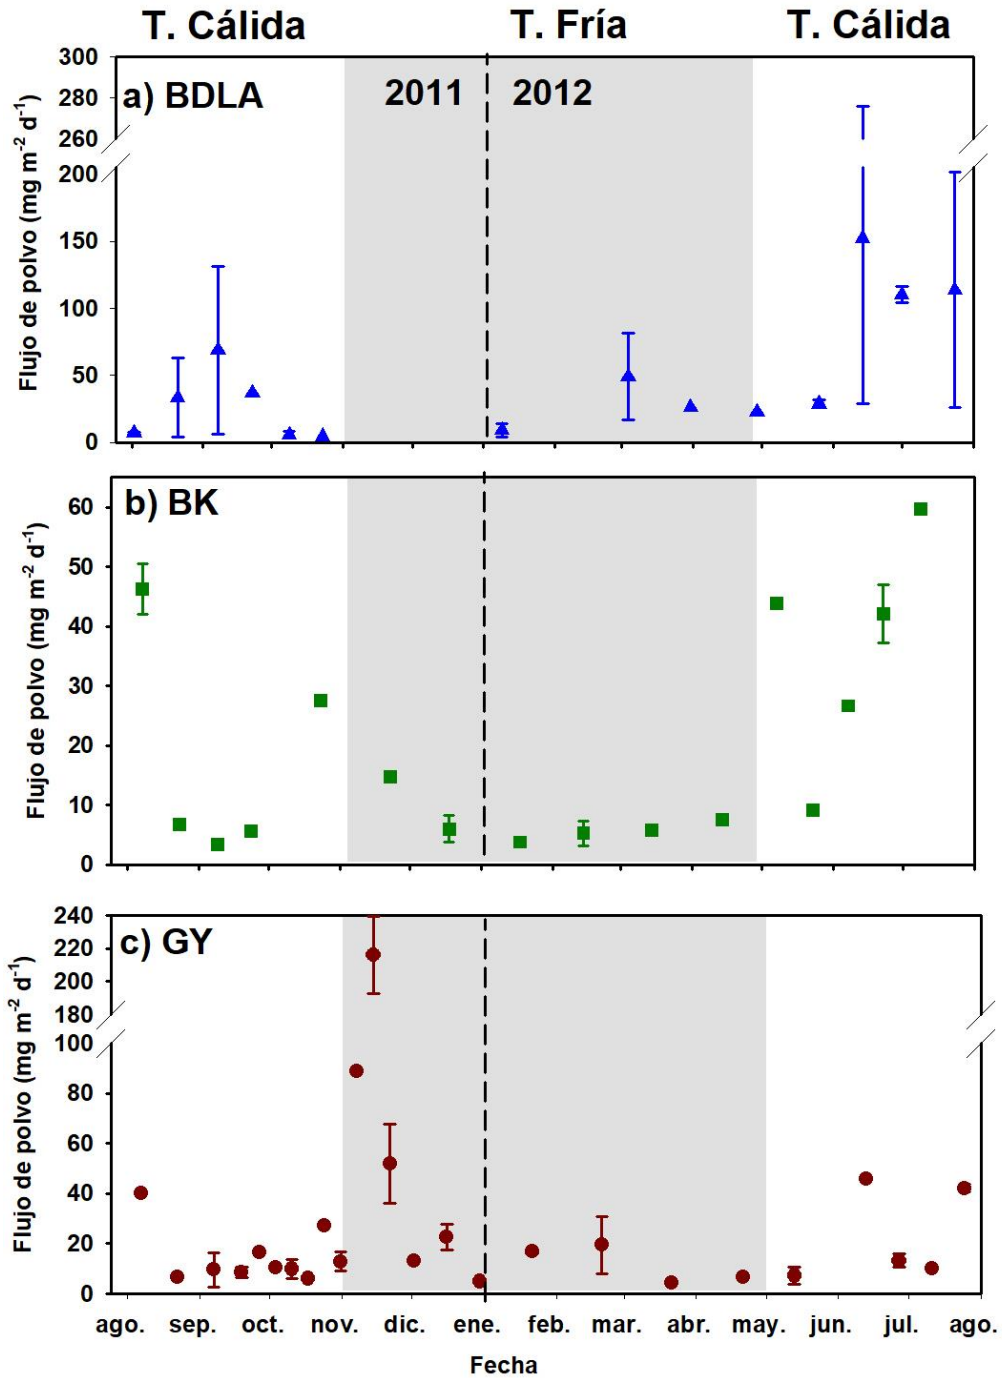 T. Cálida T. Fría T. Cálida
a) BDLA
2011 2012
Flujo de polvo (mg m⁻² d⁻¹)
300
280
260
200
150
100
50
0
b) BK
Flujo de polvo (mg m⁻² d⁻¹)
60
50
40
30
20
10
0
c) GY
Flujo de polvo (mg m⁻² d⁻¹)
240
220
200
180
100
80
60
40
20
0
ago. sep. oct. nov. dic. ene. feb. mar. abr. may. jun. jul. ago.
Fecha